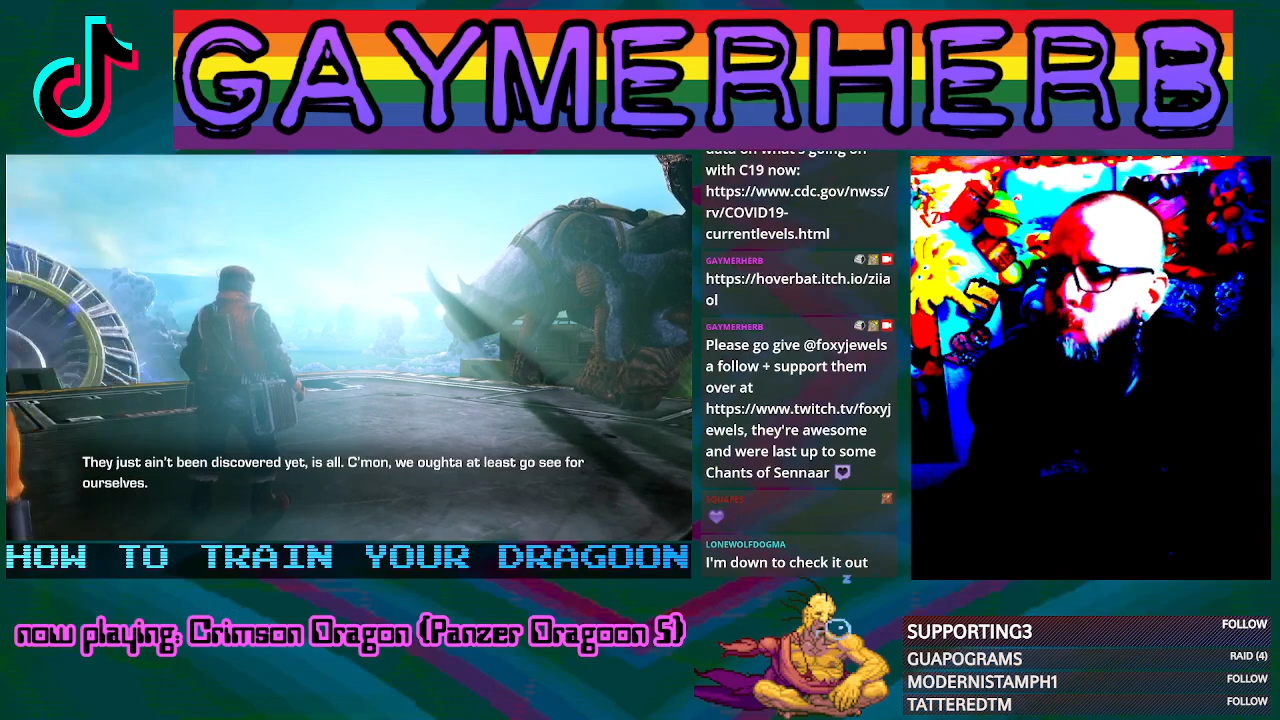 GAYMERHERB
They just ain't been discovered yet, is all. C'mon, we oughta at least go see for
ourselves.
HOW TO TRAIN YOUR DRAGOON
now playing: Crimson Dragon (Panzer Dragoon 5)
data on what's going on
with C19 now:
https://www.cdc.gov/nwss/
rv/COVID19-
currentlevels.html
GAYMERHERB
https://hoverbat.itch.io/ziia
ol
GAYMERHERB
Please go give @foxyjewels
a follow + support them
over at
https://www.twitch.tv/foxyj
ewels, they're awesome
and were last up to some
Chants of Sennaar
LONEWOLFDOGMA
I'm down to check it out
z
SUPPORTING3 FOLLOW
GUAPOGRAMS RAID (4)
MODERNISTAMPH1 FOLLOW
TATTEREDTM FOLLOW